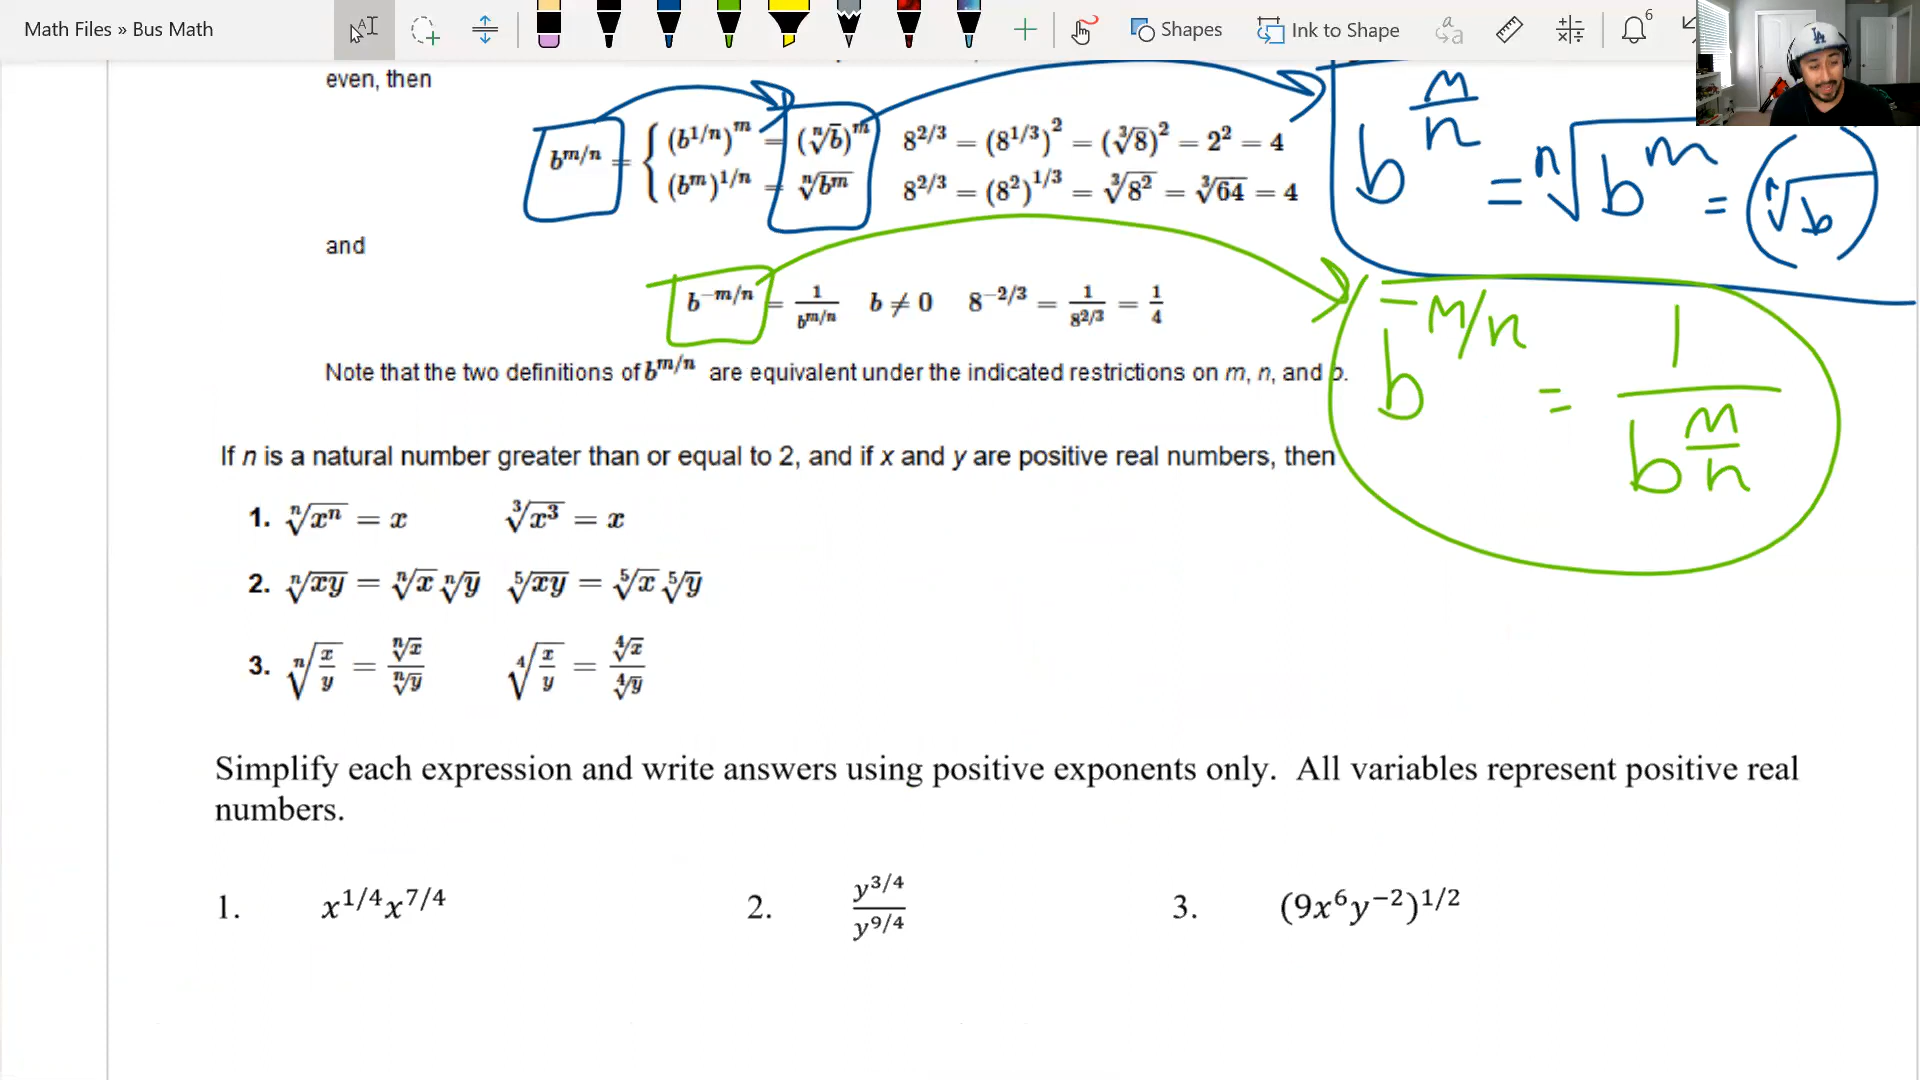 Math Files » Bus Math
Shapes
Ink to Shape
6
even, then
b^{m/n} = { (b^{1/n})^m = (ⁿ√b)^m   8^{2/3} = (8^{1/3})^2 = (³√8)^2 = 2^2 = 4
(b^m)^{1/n} = ⁿ√b^m   8^{2/3} = (8^2)^{1/3} = ³√8^2 = ³√64 = 4
b^{m/n} = ⁿ√b^m = (ⁿ√b)
and
b^{-m/n} = 1/b^{m/n}   b ≠ 0   8^{-2/3} = 1/8^{2/3} = 1/4
b^{-m/n} = 1/b^{m/n}
Note that the two definitions of b^{m/n} are equivalent under the indicated restrictions on m, n, and b.
If n is a natural number greater than or equal to 2, and if x and y are positive real numbers, then
1. ⁿ√x^n = x   ³√x^3 = x
2. ⁿ√xy = ⁿ√x ⁿ√y   ⁵√xy = ⁵√x ⁵√y
3. ⁿ√(x/y) = ⁿ√x/ⁿ√y   ⁴√(x/y) = ⁴√x/⁴√y
Simplify each expression and write answers using positive exponents only.  All variables represent positive real
numbers.
1. x^{1/4}x^{7/4}   2. y^{3/4}/y^{9/4}   3. (9x^6y^{-2})^{1/2}